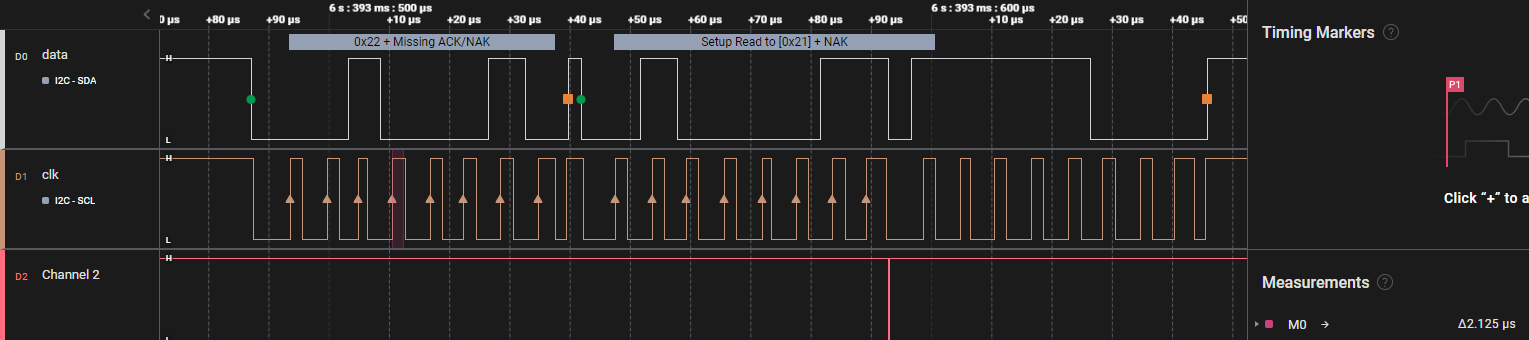 6 s : 393 ms : 500 µs
6 s : 393 ms : 600 µs
0 µs +80 µs +90 µs +10 µs +20 µs +30 µs +40 µs +50 µs +60 µs +70 µs +80 µs +90 µs +10 µs +20 µs +30 µs +40 µs +50
0x22 + Missing ACK/NAK
Setup Read to [0x21] + NAK
D0 data
I2C - SDA
H
L
D1 clk
I2C - SCL
H
L
D2 Channel 2
H
Timing Markers ?
P1
Click “+” to a
Measurements ?
M0 → Δ2.125 µs